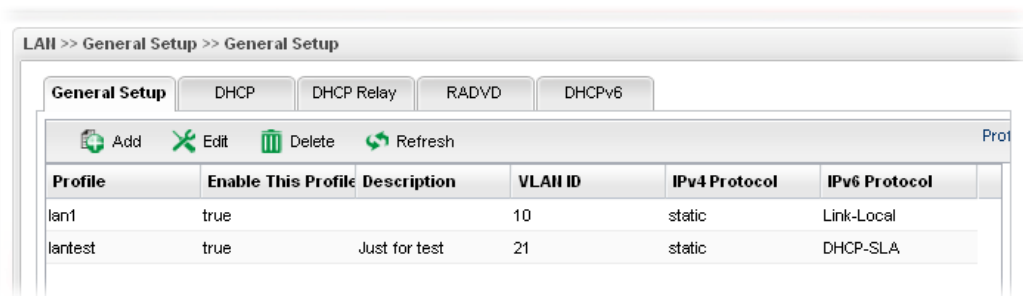 LAN >> General Setup >> General Setup
General Setup DHCP DHCP Relay RADVD DHCPv6
Add Edit Delete Refresh Prof
Profile Enable This Profile Description VLAN ID IPv4 Protocol IPv6 Protocol
lan1 true 10 static Link-Local
lantest true Just for test 21 static DHCP-SLA